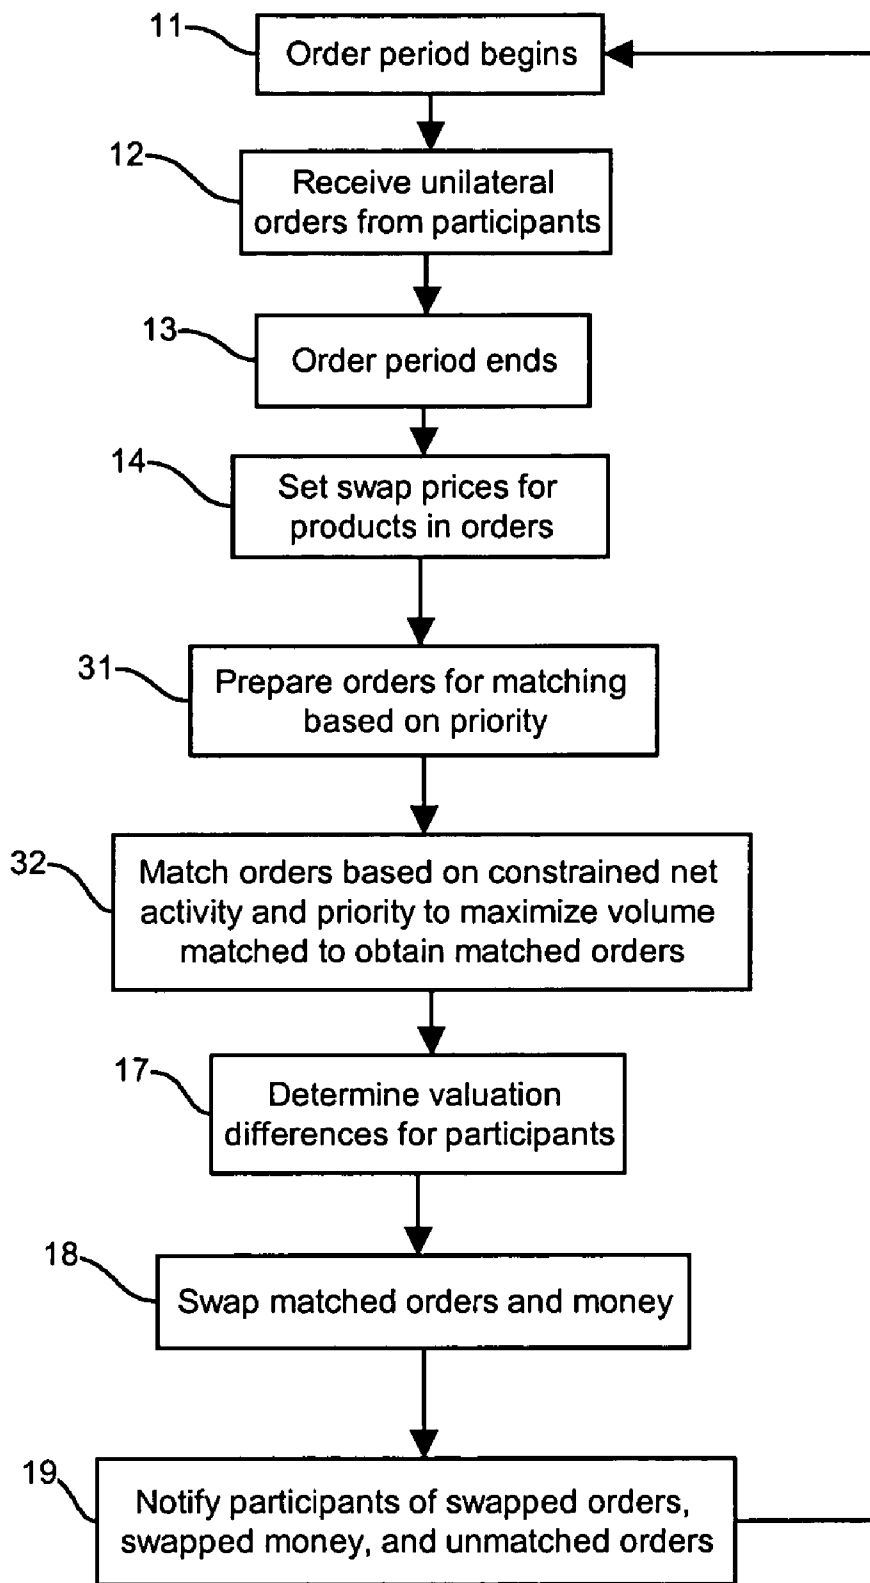 11
Order period begins
12
Receive unilateral
orders from participants
13
Order period ends
14
Set swap prices for
products in orders
31
Prepare orders for matching
based on priority
32
Match orders based on constrained net
activity and priority to maximize volume
matched to obtain matched orders
17
Determine valuation
differences for participants
18
Swap matched orders and money
19
Notify participants of swapped orders,
swapped money, and unmatched orders